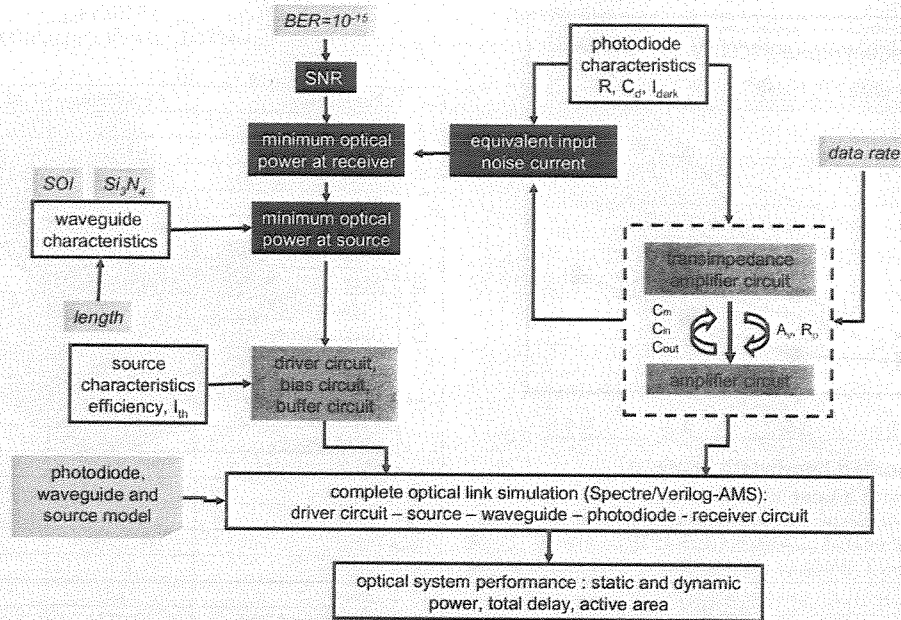 BER=10⁻¹⁵
SNR
photodiode
characteristics
R, C_d, I_dark
minimum optical
power at receiver
equivalent input
noise current
data rate
SOI Si₃N₄
waveguide
characteristics
minimum optical
power at source
length
transimpedance
amplifier circuit
C_m
C_in
C_out
A_v, R_o
amplifier circuit
source
characteristics
efficiency, I_th
driver circuit,
bias circuit,
buffer circuit
photodiode,
waveguide and
source model
complete optical link simulation (Spectre/Verilog-AMS):
driver circuit – source – waveguide – photodiode - receiver circuit
optical system performance : static and dynamic
power, total delay, active area